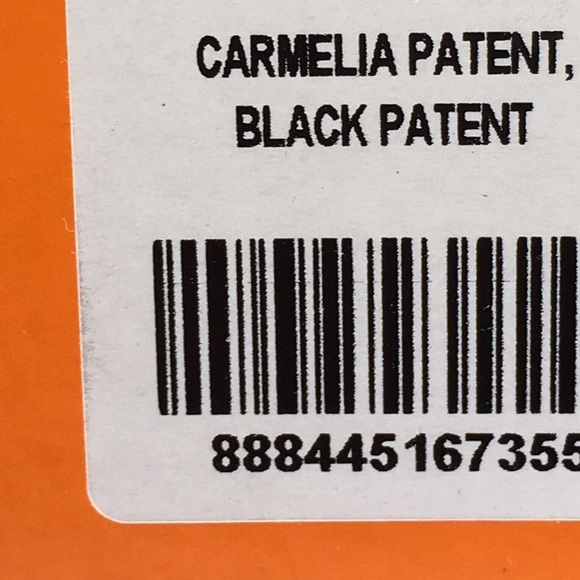 CARMELIA PATENT,
BLACK PATENT
888445167355